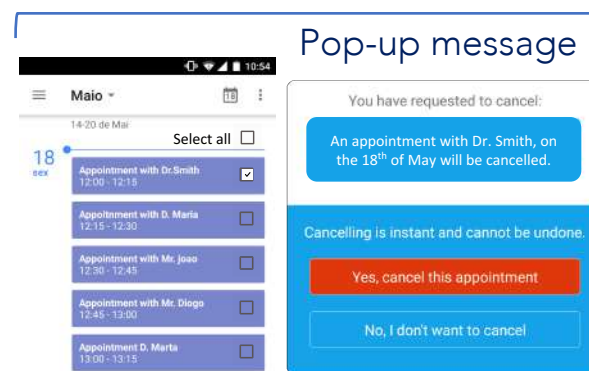 Pop-up message
10:54
Maio
18
14-20 de Mai
Select all
18
sex
Appointment with Dr.Smith
12:00 - 12:15
Appoitnment with D. Maria
12:15 - 12:30
Appointment with Mr. joao
12:30 - 12:45
Appointment with Mr. Diogo
12:45 - 13:00
Appointment D. Marta
13:00 - 13:15
You have requested to cancel:
An appointment with Dr. Smith, on
the 18th of May will be cancelled.
Cancelling is instant and cannot be undone.
Yes, cancel this appointment
No, I don't want to cancel